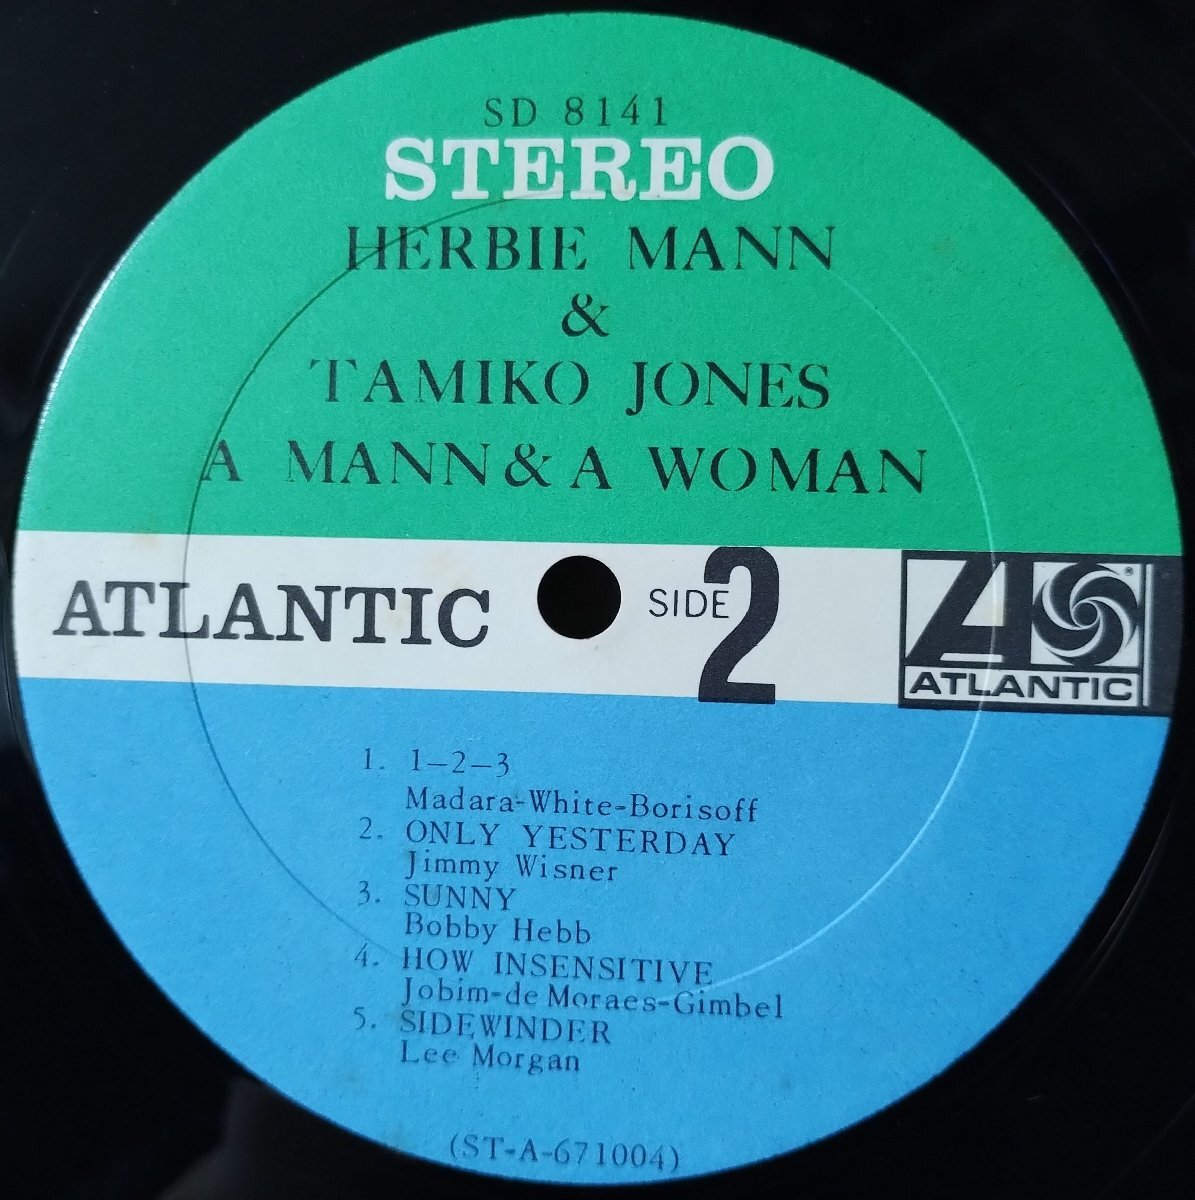 SD 8141
STEREO
HERBIE MANN
&
TAMIKO JONES
A MANN & A WOMAN
ATLANTIC
SIDE 2
A ®
ATLANTIC
1. 1-2-3
Madara-White-Borisoff
2. ONLY YESTERDAY
Jimmy Wisner
3. SUNNY
Bobby Hebb
4. HOW INSENSITIVE
Jobim-de Moraes-Gimbel
5. SIDEWINDER
Lee Morgan
(ST-A-671004)